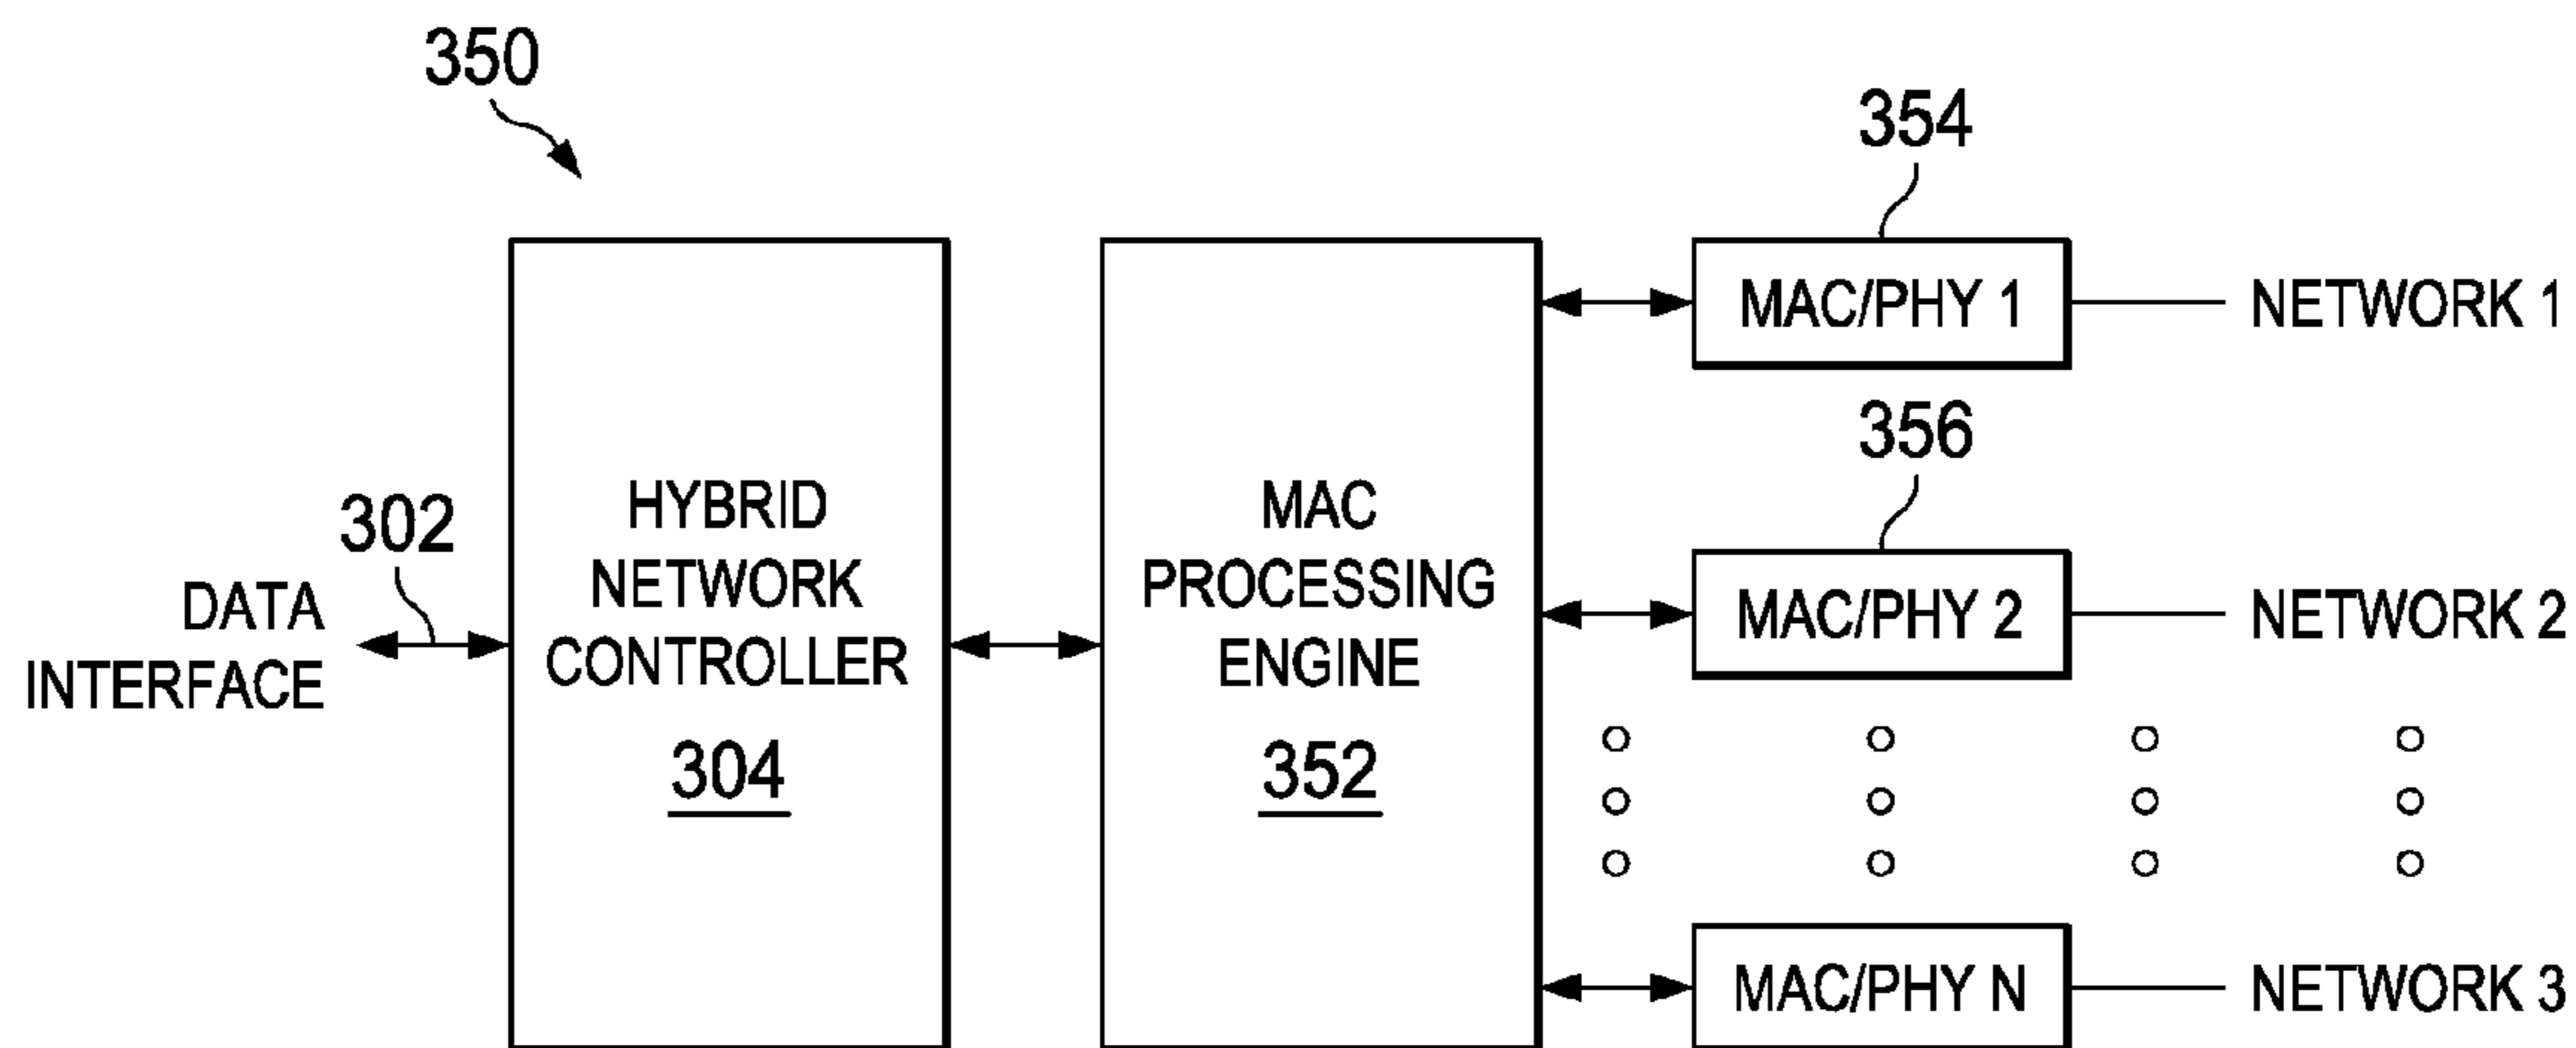 350
354
MAC/PHY 1
NETWORK 1
356
MAC/PHY 2
NETWORK 2
302
DATA
INTERFACE
HYBRID
NETWORK
CONTROLLER
304
MAC
PROCESSING
ENGINE
352
MAC/PHY N
NETWORK 3